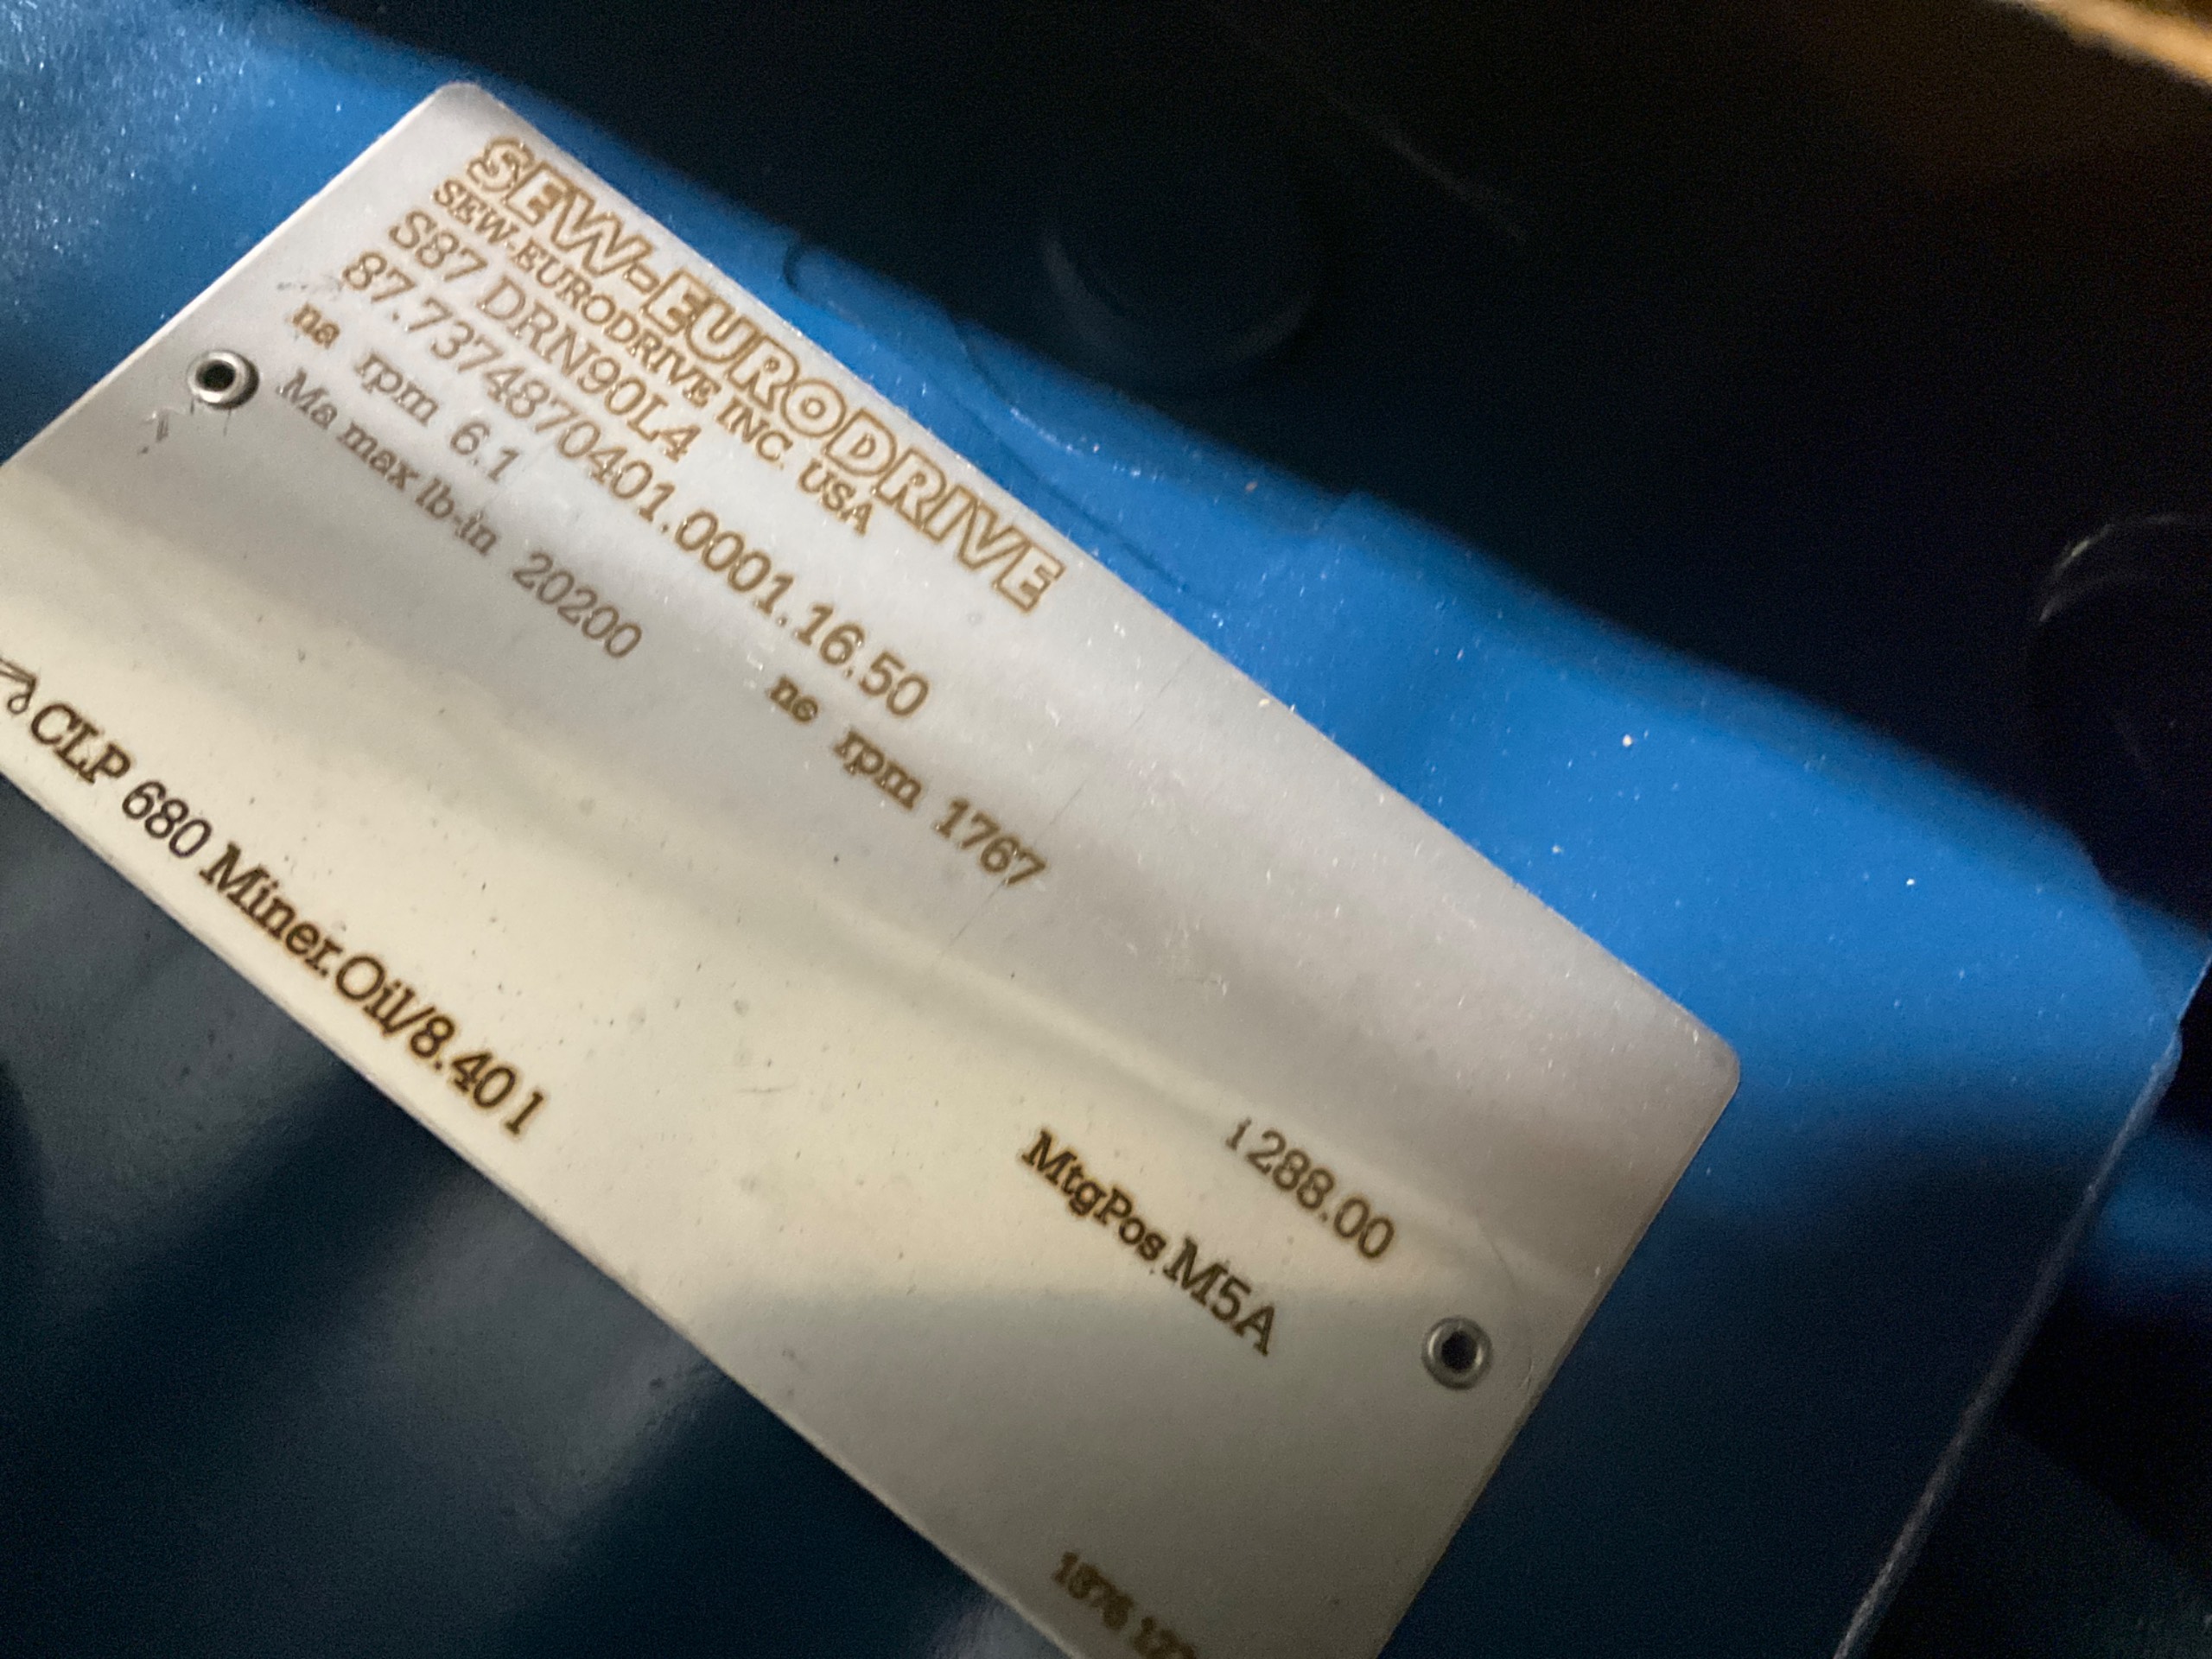 SEW-EURODRIVE
SEW-EURODRIVE INC. USA
S87 DRN90L4
87.7374870401.0001.16.50
na rpm 6.1 ne rpm 1767
Ma max lb-in 20200 i 288.00
MtgPos M5A
CLP 680 Miner.Oil/8.40 l